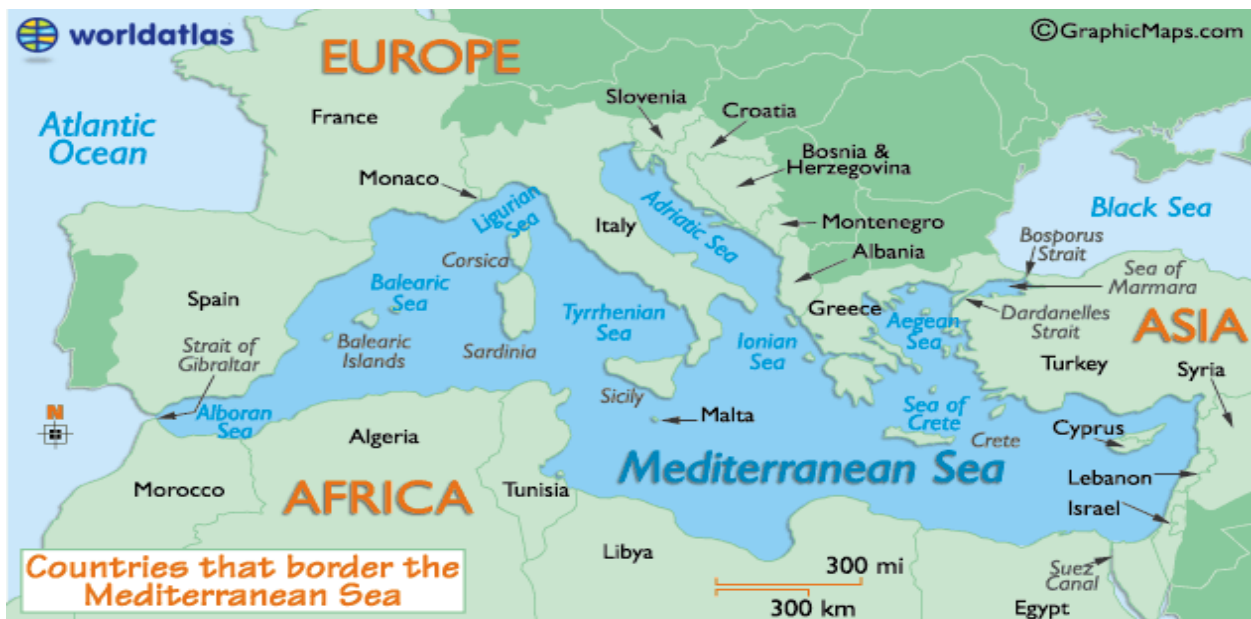 worldatlas
©GraphicMaps.com
EUROPE
Atlantic
Ocean
France
Slovenia
Croatia
Bosnia &
Herzegovina
Monaco
Ligurian
Sea
Italy
Adriatic Sea
Montenegro
Albania
Black Sea
Bosporus
Strait
Sea of
Marmara
Corsica
Balearic
Sea
Spain
Tyrrhenian
Sea
Greece
Aegean
Sea
Dardanelles
Strait
ASIA
Strait of
Gibraltar
Balearic
Islands
Sardinia
Ionian
Sea
Turkey
Syria
N
Alboran
Sea
Sicily
Malta
Sea of
Crete
Crete
Cyprus
Algeria
Mediterranean Sea
Lebanon
Morocco
AFRICA
Tunisia
Israel
Libya
300 mi
300 km
Suez
Canal
Egypt
Countries that border the
Mediterranean Sea